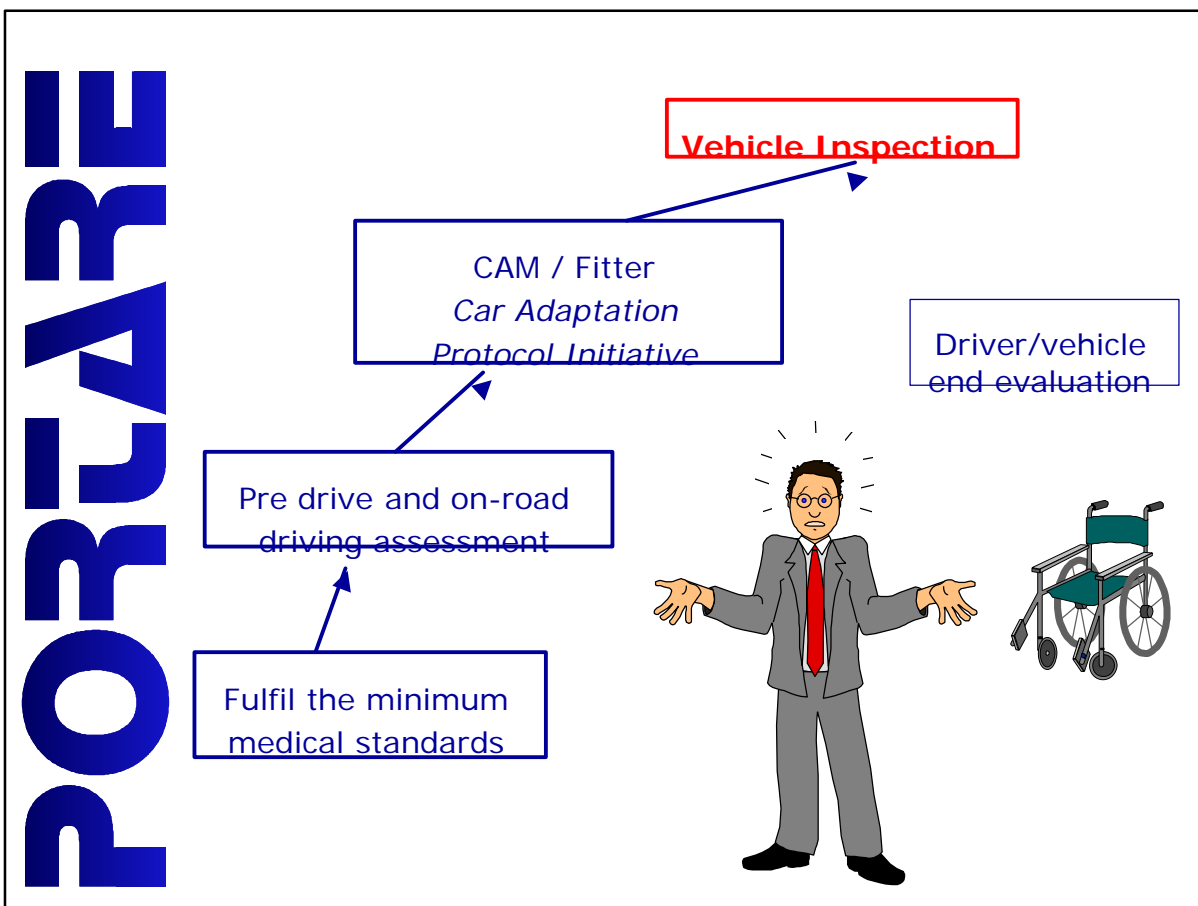 PORTARE
Vehicle Inspection
CAM / Fitter
Car Adaptation
Protocol Initiative
Driver/vehicle
end evaluation
Pre drive and on-road
driving assessment
Fulfil the minimum
medical standards